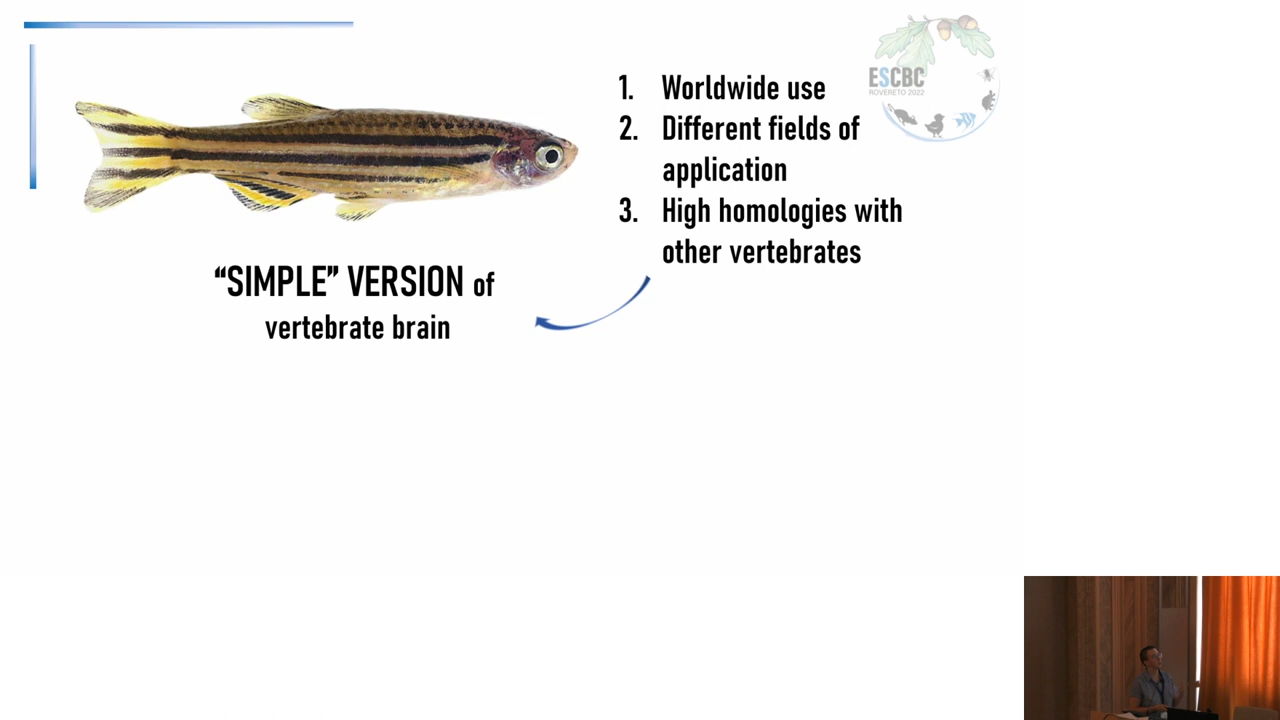 ESCBC
ROVERETO 2022
1. Worldwide use
2. Different fields of
application
3. High homologies with
other vertebrates
“SIMPLE” VERSION of
vertebrate brain